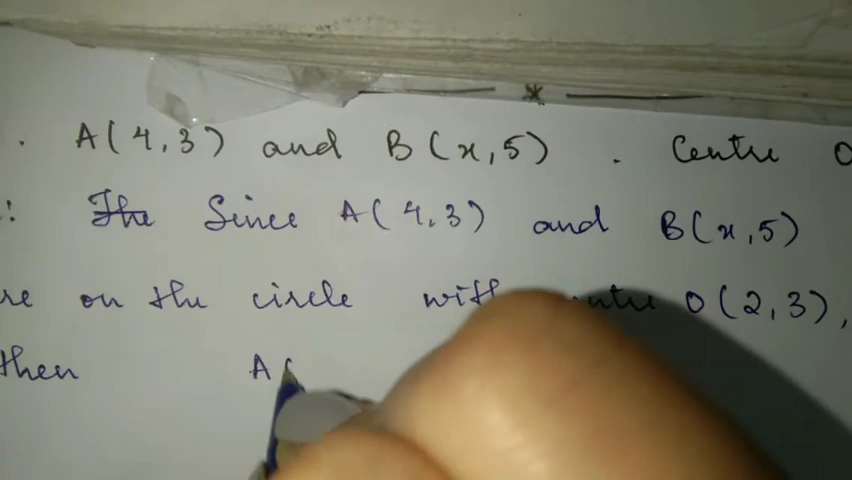 . A(4,3) and B(x,5) . Centre O
: The Since A(4,3) and B(x,5)
re on the circle with O(2,3),
then A